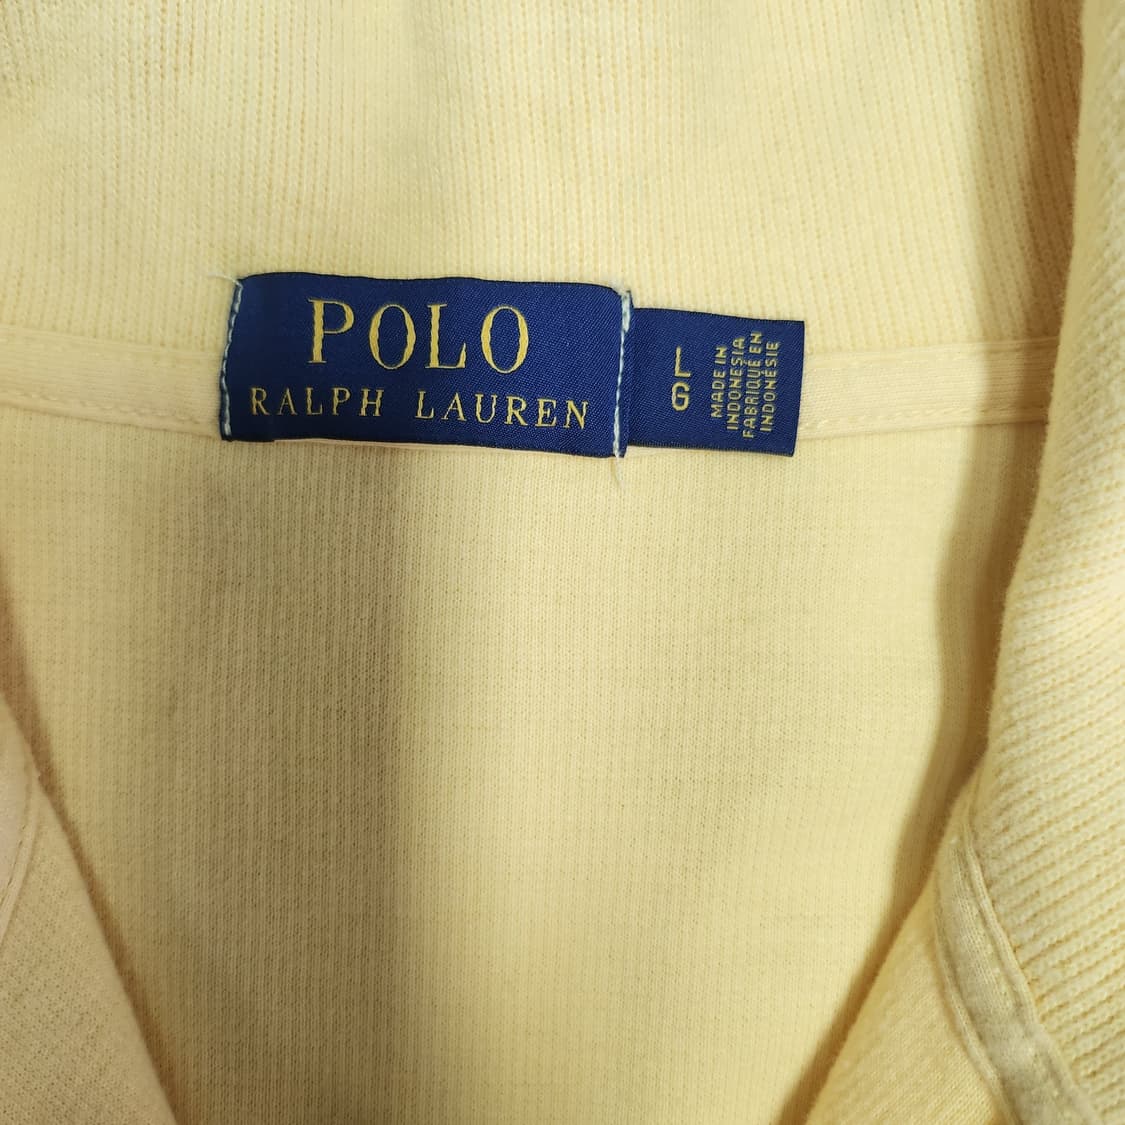 POLO
RALPH LAUREN
L
G
MADE IN
INDONESIA
FABRIQUÉ EN
INDONÉSIE